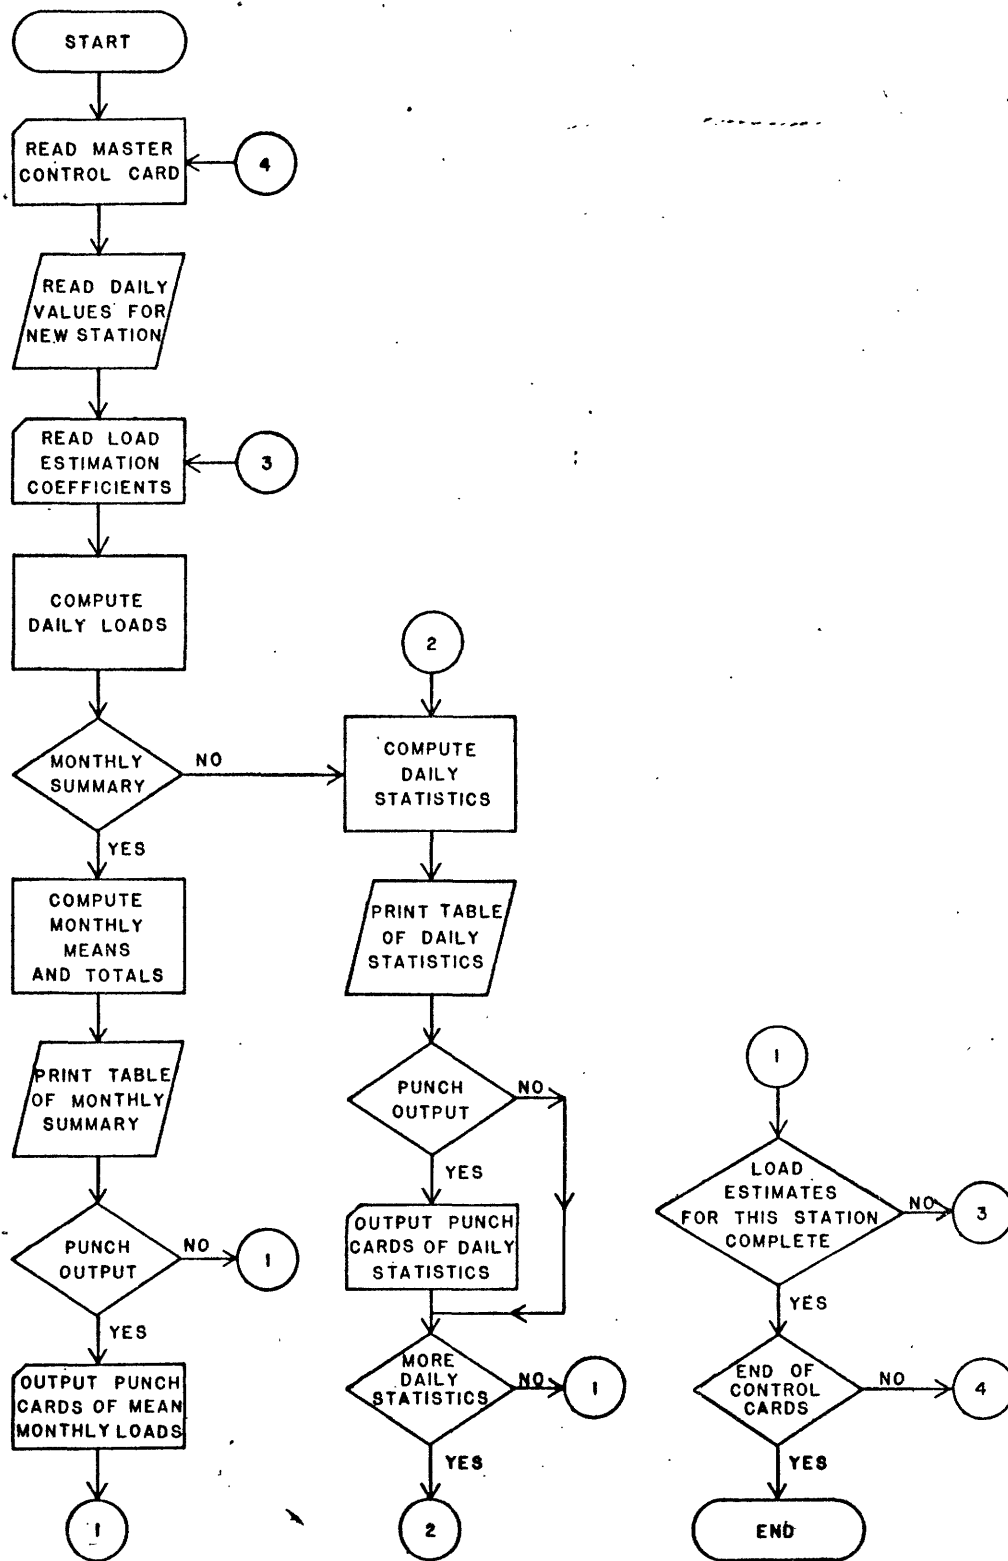 START
READ MASTER
CONTROL CARD
4
READ DAILY
VALUES FOR
NEW STATION
READ LOAD
ESTIMATION
COEFFICIENTS
3
COMPUTE
DAILY LOADS
MONTHLY
SUMMARY
NO
YES
COMPUTE
MONTHLY
MEANS
AND TOTALS
PRINT TABLE
OF MONTHLY
SUMMARY
PUNCH
OUTPUT
NO
1
YES
OUTPUT PUNCH
CARDS OF MEAN
MONTHLY LOADS
1
2
COMPUTE
DAILY
STATISTICS
PRINT TABLE
OF DAILY
STATISTICS
PUNCH
OUTPUT
NO
YES
OUTPUT PUNCH
CARDS OF DAILY
STATISTICS
MORE
DAILY
STATISTICS
NO
1
YES
2
1
LOAD
ESTIMATES
FOR THIS STATION
COMPLETE
NO
3
YES
END OF
CONTROL
CARDS
NO
4
YES
END